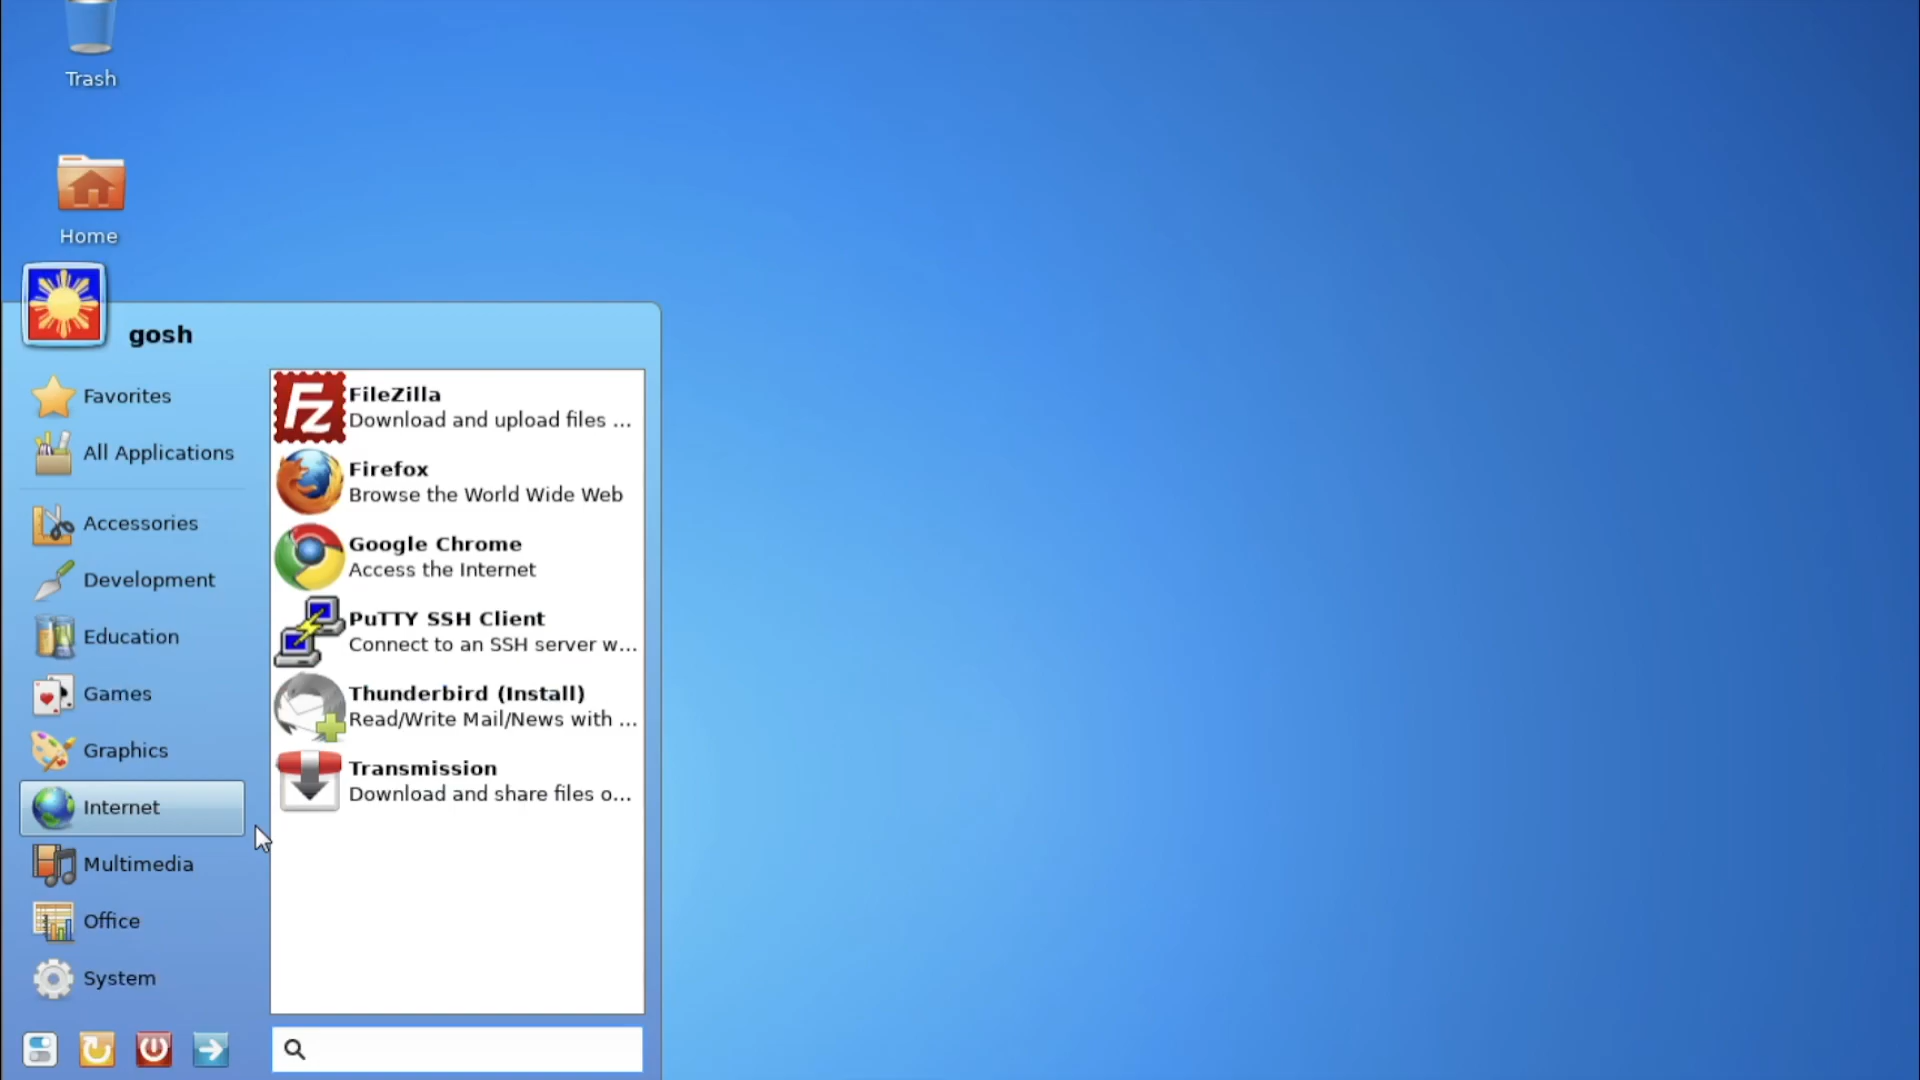 Trash
Home
gosh
Favorites
All Applications
Accessories
Development
Education
Games
Graphics
Internet
Multimedia
Office
System
FileZilla
Download and upload files ...
Firefox
Browse the World Wide Web
Google Chrome
Access the Internet
PuTTY SSH Client
Connect to an SSH server w...
Thunderbird (Install)
Read/Write Mail/News with ...
Transmission
Download and share files o...